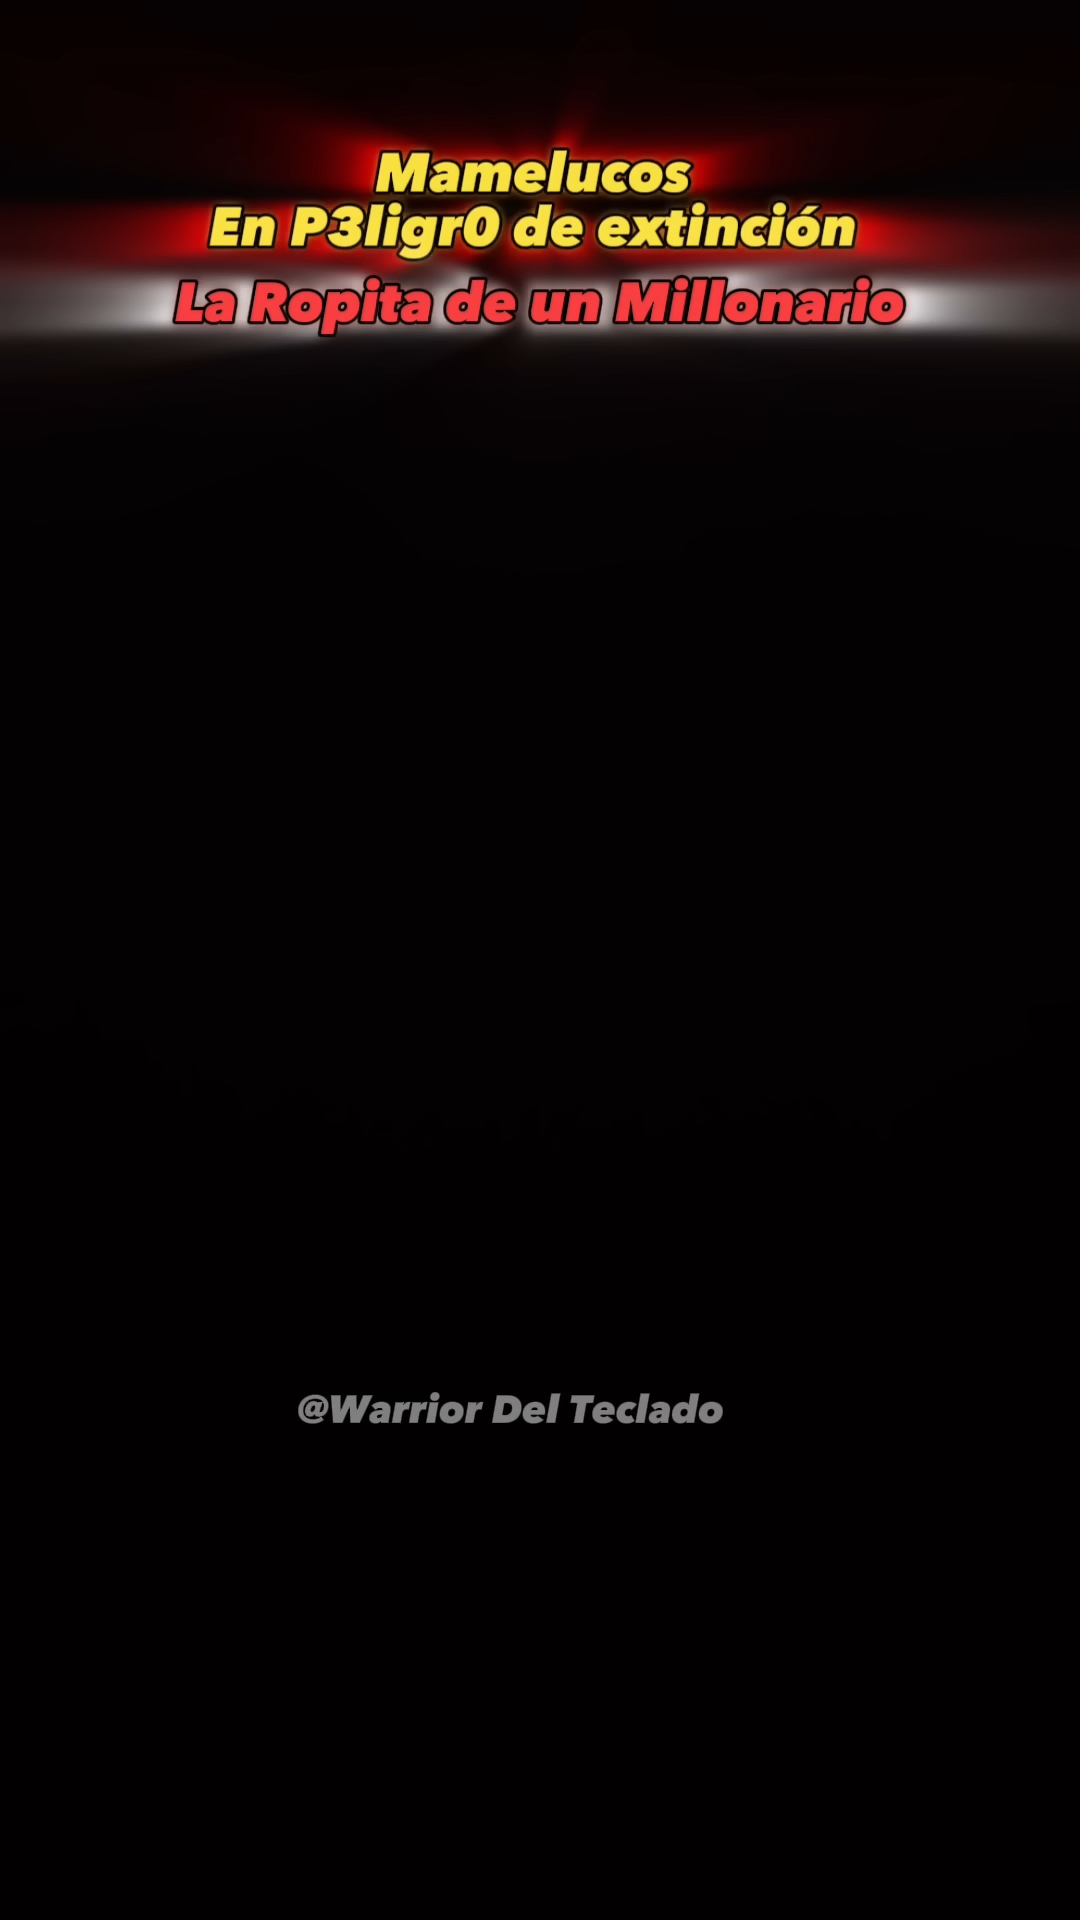 Mamelucos
En P3ligr0 de extinción
La Ropita de un Millonario
@Warrior Del Teclado